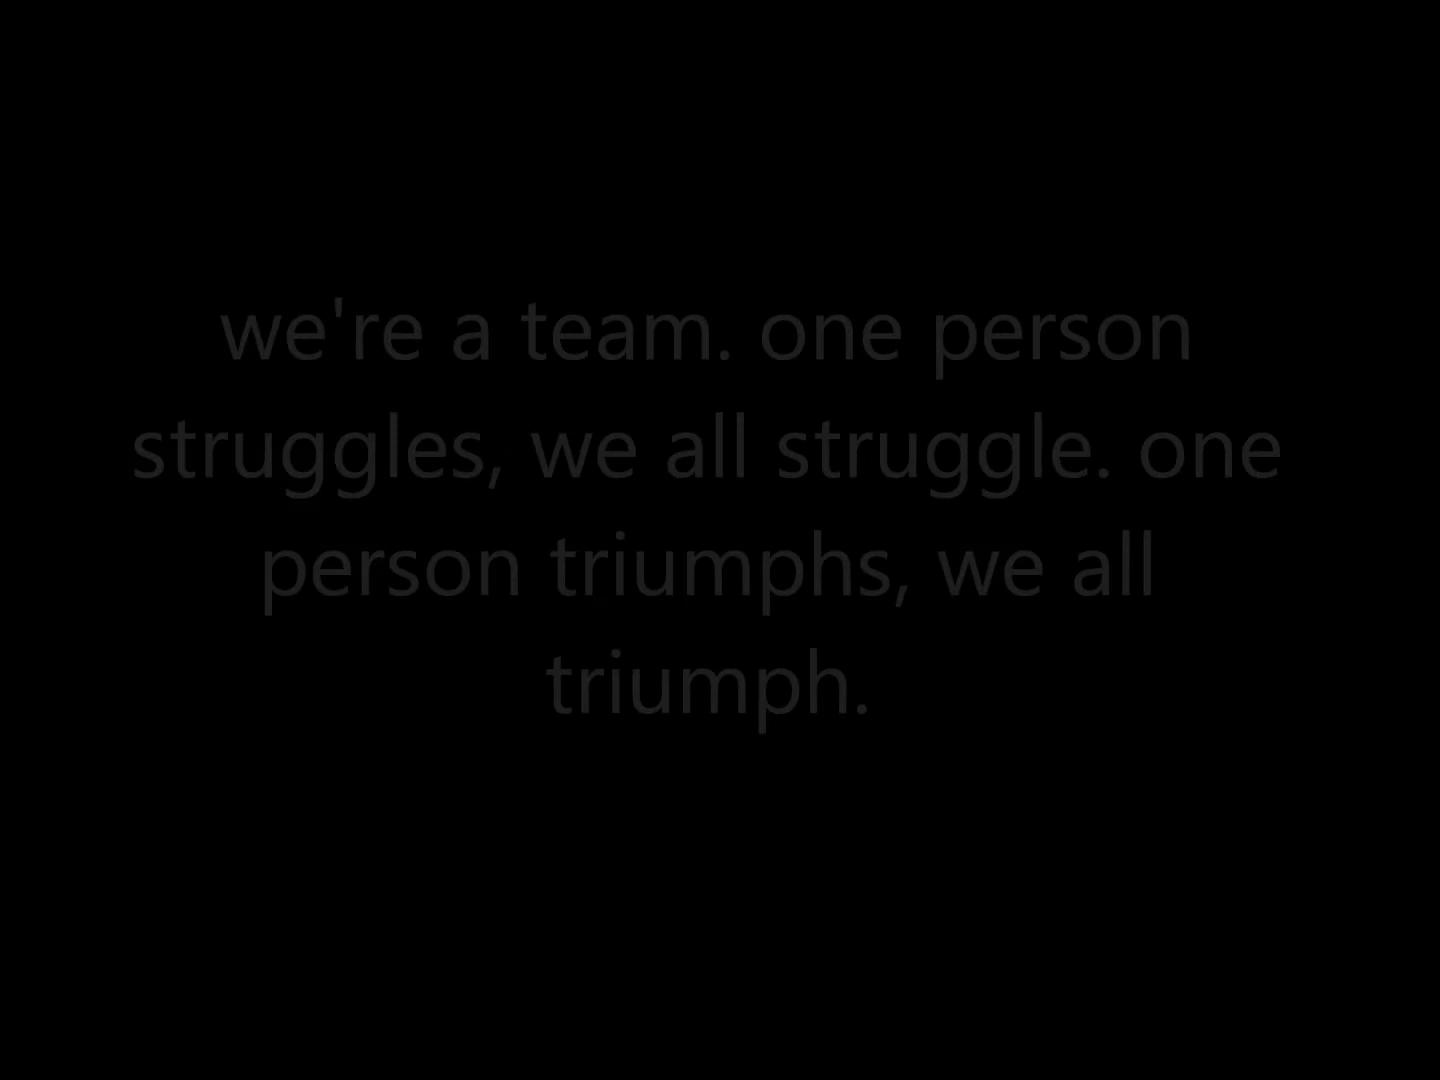 we're a team. one person
struggles, we all struggle. one
person triumphs, we all
triumph.